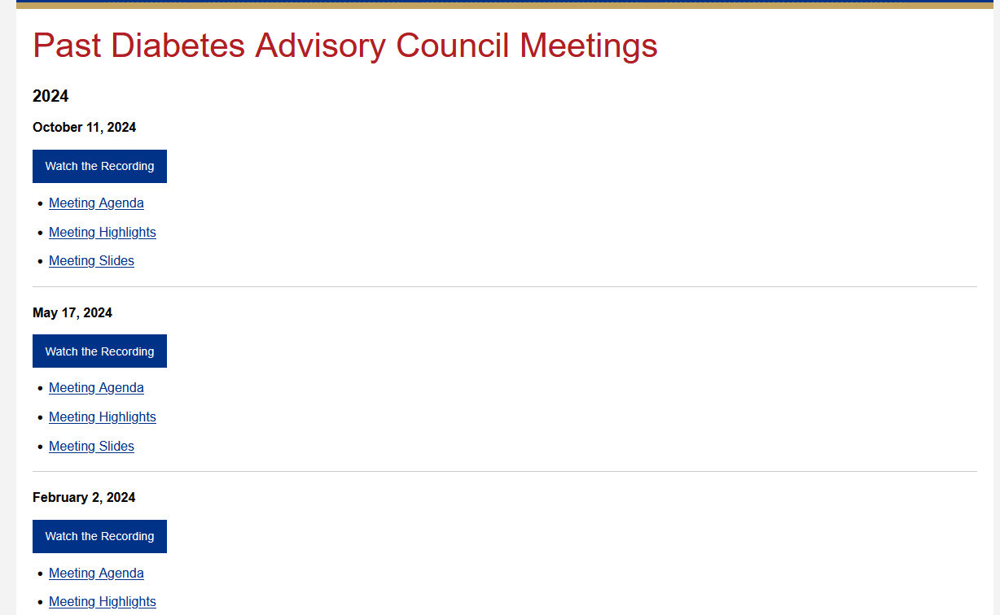 Past Diabetes Advisory Council Meetings
2024
October 11, 2024
Watch the Recording
Meeting Agenda
Meeting Highlights
Meeting Slides
May 17, 2024
Watch the Recording
Meeting Agenda
Meeting Highlights
Meeting Slides
February 2, 2024
Watch the Recording
Meeting Agenda
Meeting Highlights